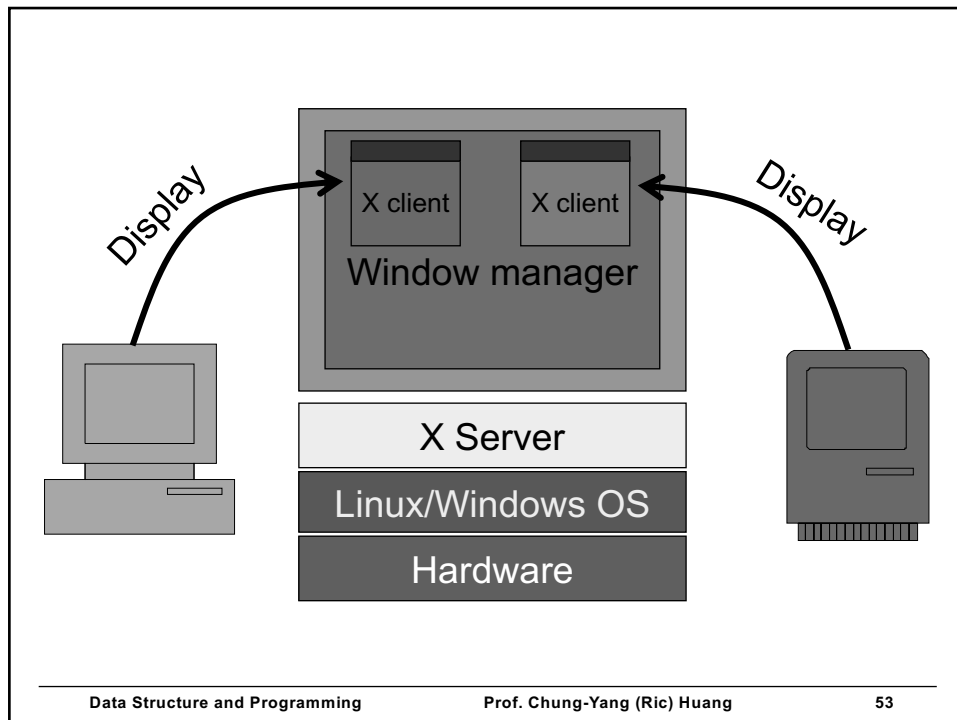 Display
X client
X client
Display
Window manager
X Server
Linux/Windows OS
Hardware
Data Structure and Programming Prof. Chung-Yang (Ric) Huang 53